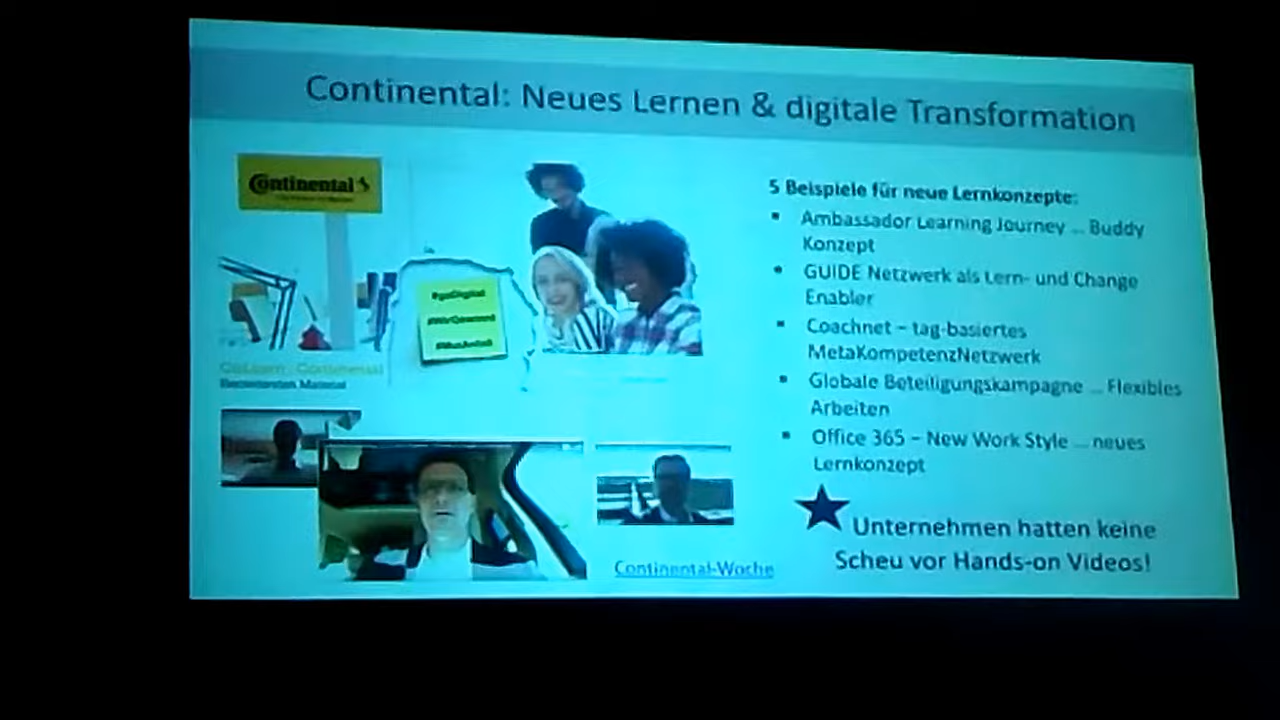 Continental: Neues Lernen & digitale Transformation
Continental
#goDigital
5 Beispiele für neue Lernkonzepte:
▪ Ambassador Learning Journey ... Buddy
Konzept
▪ GUIDE Netzwerk als Lern- und Change
Enabler
▪ Coachnet – tag-basiertes
MetaKompetenzNetzwerk
▪ Globale Beteiligungskampagne ... Flexibles
Arbeiten
▪ Office 365 – New Work Style ... neues
Lernkonzept
Unternehmen hatten keine
Scheu vor Hands-on Videos!
Continental
Material
Continental-Woche